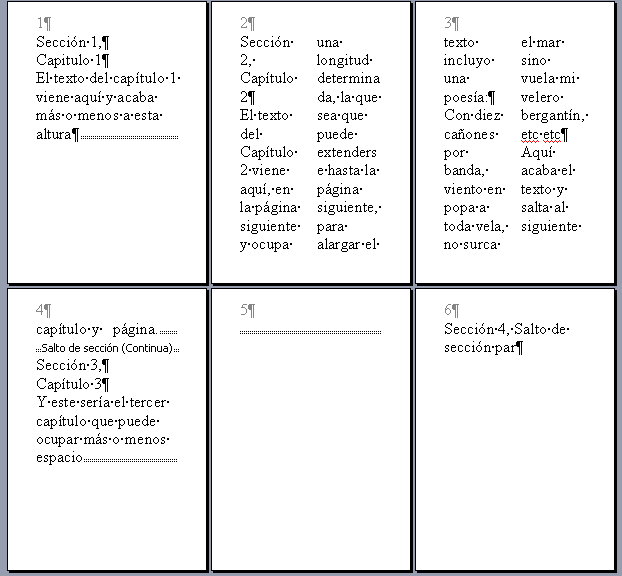 1¶
Sección·1,¶
Capitulo·1¶
El·texto·del·capítulo·1·
viene·aquí·y·acaba·
más·o·menos·a·esta·
altura¶
2¶
Sección·
2,·
Capítulo·
2¶
El·texto·
del·
Capítulo·
2·viene·
aquí,·en·
la·página·
siguiente·
y·ocupa·
una·
longitud·
determina
da,·la·que·
sea·que·
puede·
extenders
e·hasta·la·
página·
siguiente,·
para·
alargar·el·
3¶
texto·
incluyo·
una·
poesía:¶
Con·diez·
cañones·
por·
banda,·
viento·en·
popa·a·
toda·vela,·
no·surca·
el·mar·
sino·
vuela·mi·
velero·
bergantín,·
etc·etc¶
Aquí·
acaba·el·
texto·y·
salta·al·
siguiente·
4¶
capítulo·y·
página.
Salto de sección (Continua)
Sección·3,¶
Capítulo·3¶
Y·este·sería·el·tercer·
capítulo·que·puede·
ocupar·más·o·menos·
espacio
5¶
6¶
Sección·4,·Salto·de·
sección·par¶